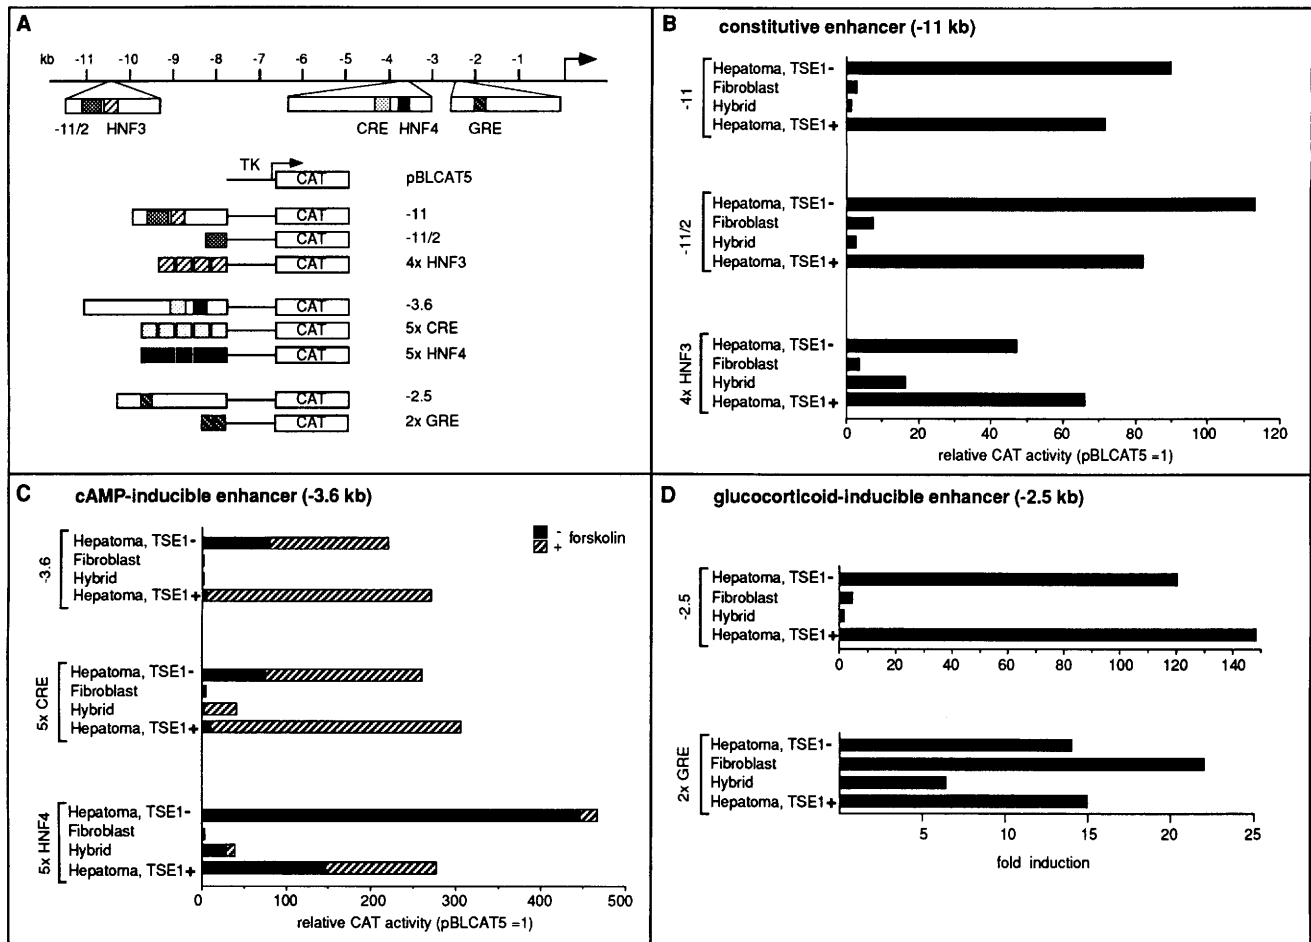 A
kb -11 -10 -9 -8 -7 -6 -5 -4 -3 -2 -1
-11/2 HNF3 CRE HNF4 GRE
TK
CAT pBLCAT5
CAT -11
CAT -11/2
CAT 4x HNF3
CAT -3.6
CAT 5x CRE
CAT 5x HNF4
CAT -2.5
CAT 2x GRE
B constitutive enhancer (-11 kb)
-11
Hepatoma, TSE1-
Fibroblast
Hybrid
Hepatoma, TSE1+
-11/2
Hepatoma, TSE1-
Fibroblast
Hybrid
Hepatoma, TSE1+
4x HNF3
Hepatoma, TSE1-
Fibroblast
Hybrid
Hepatoma, TSE1+
0 20 40 60 80 100 120
relative CAT activity (pBLCAT5 =1)
C cAMP-inducible enhancer (-3.6 kb)
- forskolin
+
-3.6
Hepatoma, TSE1-
Fibroblast
Hybrid
Hepatoma, TSE1+
5x CRE
Hepatoma, TSE1-
Fibroblast
Hybrid
Hepatoma, TSE1+
5x HNF4
Hepatoma, TSE1-
Fibroblast
Hybrid
Hepatoma, TSE1+
0 100 200 300 400 500
relative CAT activity (pBLCAT5 =1)
D glucocorticoid-inducible enhancer (-2.5 kb)
-2.5
Hepatoma, TSE1-
Fibroblast
Hybrid
Hepatoma, TSE1+
0 20 40 60 80 100 120 140
2x GRE
Hepatoma, TSE1-
Fibroblast
Hybrid
Hepatoma, TSE1+
5 10 15 20 25
fold induction